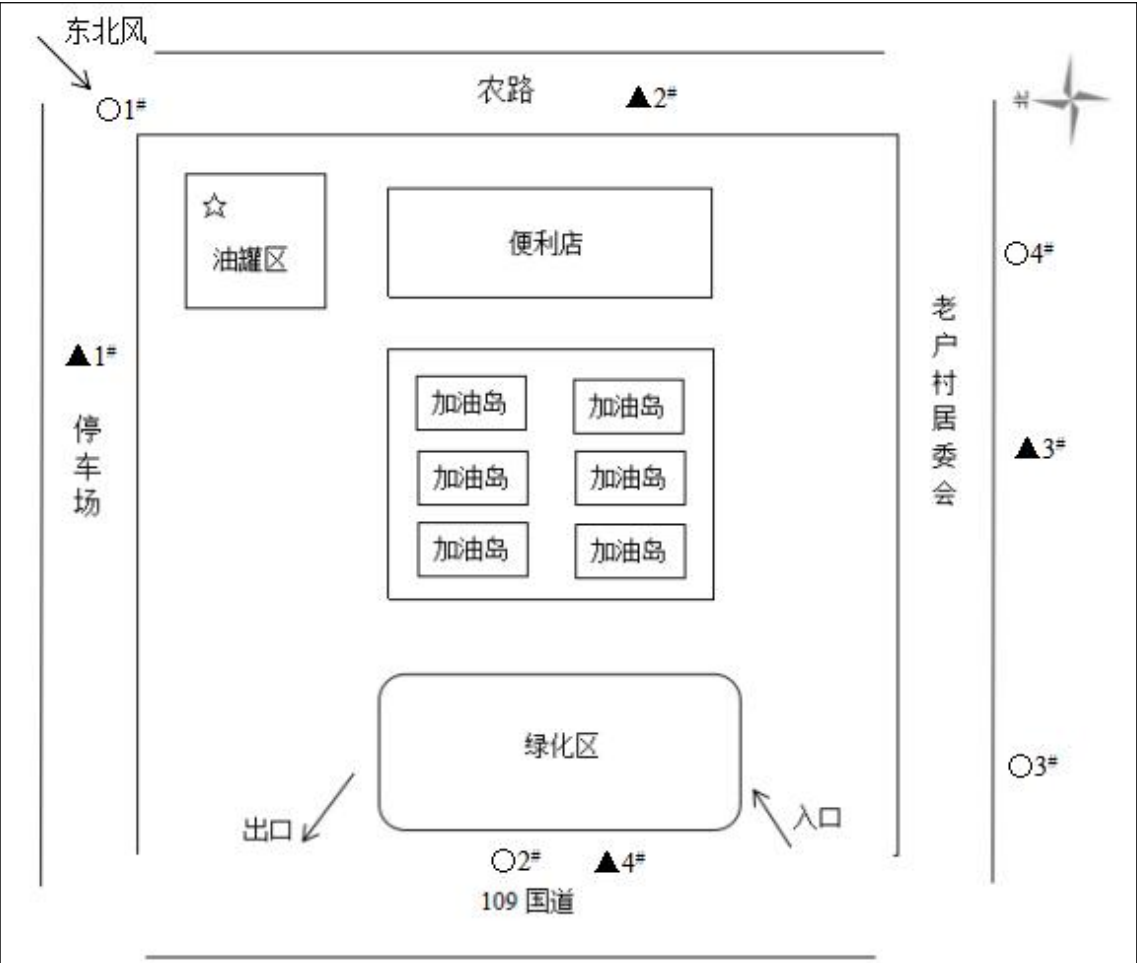 东北风
○1#
农路
▲2#
北
☆
油罐区
便利店
○4#
▲1#
停车场
加油岛
加油岛
加油岛
加油岛
加油岛
加油岛
老户村居委会
▲3#
绿化区
○3#
出口
入口
○2#
▲4#
109 国道